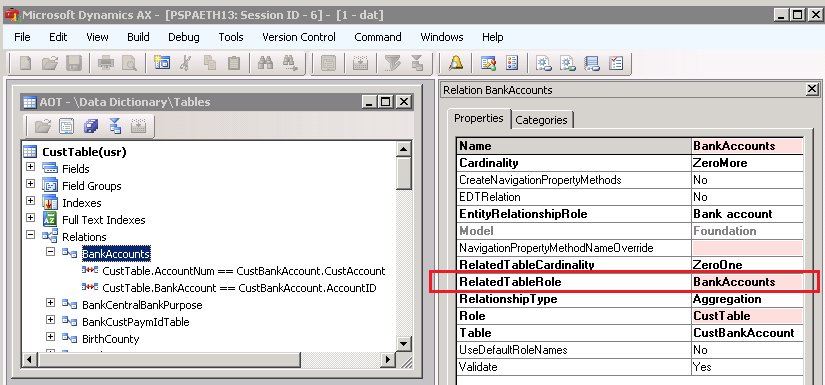 Microsoft Dynamics AX - [PSPAETH13: Session ID - 6] - [1 - dat]
File Edit View Build Debug Tools Version Control Command Windows Help
AOT - \Data Dictionary\Tables
CustTable(usr)
Fields
Field Groups
Indexes
Full Text Indexes
Relations
BankAccounts
CustTable.AccountNum == CustBankAccount.CustAccount
CustTable.BankAccount == CustBankAccount.AccountID
BankCentralBankPurpose
BankCustPaymIdTable
BirthCounty
Relation BankAccounts
Properties Categories
Name BankAccounts
Cardinality ZeroMore
CreateNavigationPropertyMethods No
EDTRelation No
EntityRelationshipRole Bank account
Model Foundation
NavigationPropertyMethodNameOverride
RelatedTableCardinality ZeroOne
RelatedTableRole BankAccounts
RelationshipType Aggregation
Role CustTable
Table CustBankAccount
UseDefaultRoleNames No
Validate Yes